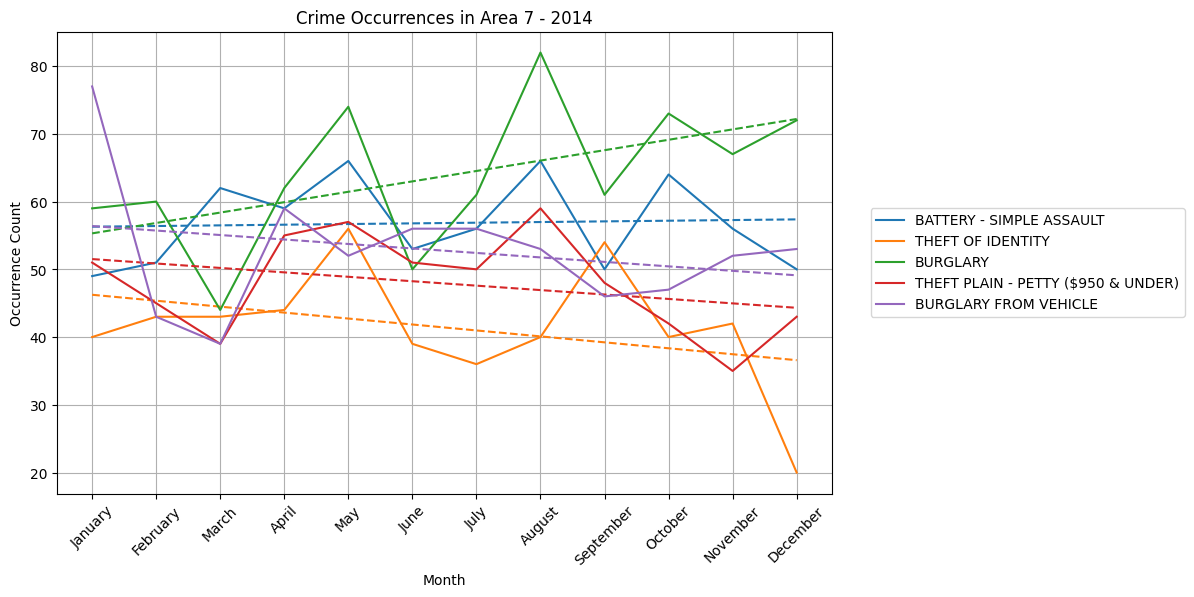 Crime Occurrences in Area 7 - 2014
Occurrence Count
80
70
60
50
40
30
20
January
February
March
April
May
June
July
August
September
October
November
December
Month
BATTERY - SIMPLE ASSAULT
THEFT OF IDENTITY
BURGLARY
THEFT PLAIN - PETTY ($950 & UNDER)
BURGLARY FROM VEHICLE